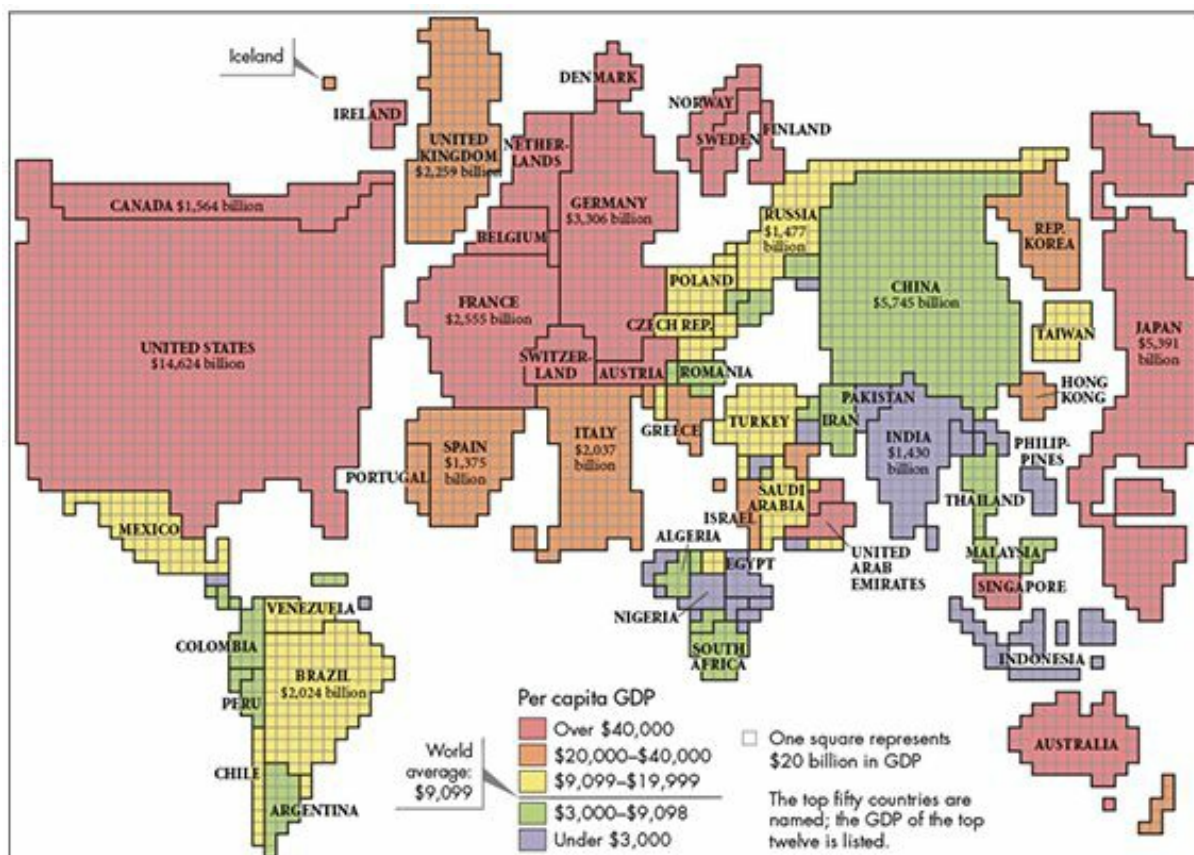 Iceland
IRELAND
UNITED
KINGDOM
$2,259 billion
DENMARK
NETHER-
LANDS
GERMANY
$3,306 billion
NORWAY
SWEDEN
FINLAND
CANADA $1,564 billion
BELGIUM
RUSSIA
$1,477
billion
REP.
KOREA
POLAND
CHINA
$5,745 billion
FRANCE
$2,555 billion
CZECH REP.
TAIWAN
JAPAN
$5,391
billion
UNITED STATES
$14,624 billion
SWITZER-
LAND
AUSTRIA
ROMANIA
HONG
KONG
PAKISTAN
TURKEY
IRAN
GREECE
ITALY
$2,037
billion
SPAIN
$1,375
billion
INDIA
$1,430
billion
PHILIP-
PINES
PORTUGAL
SAUDI
ARABIA
ISRAEL
THAILAND
MEXICO
ALGERIA
EGYPT
UNITED
ARAB
EMIRATES
MALAYSIA
SINGAPORE
VENEZUELA
NIGERIA
COLOMBIA
SOUTH
AFRICA
INDONESIA
BRAZIL
$2,024 billion
PERU
CHILE
ARGENTINA
AUSTRALIA
Per capita GDP
Over $40,000
$20,000–$40,000
$9,099–$19,999
$3,000–$9,098
Under $3,000
World
average:
$9,099
One square represents
$20 billion in GDP
The top fifty countries are
named; the GDP of the top
twelve is listed.